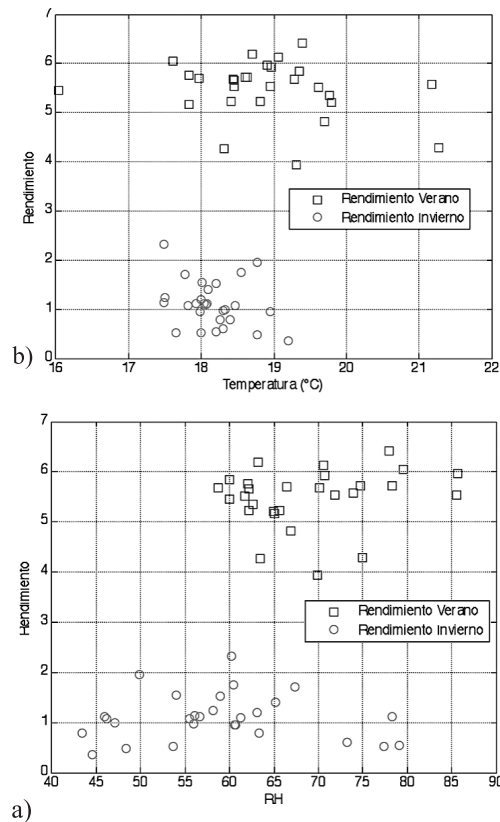 7
6
5
4
3
2
1
0
Rendimiento
Rendimiento Verano
Rendimiento Invierno
b)
16 17 18 19 20 21 22
Temperatura (°C)
7
6
5
4
3
2
1
0
Rendimiento
Rendimiento Verano
Rendimiento Invierno
40 45 50 55 60 65 70 75 80 85 90
RH
a)